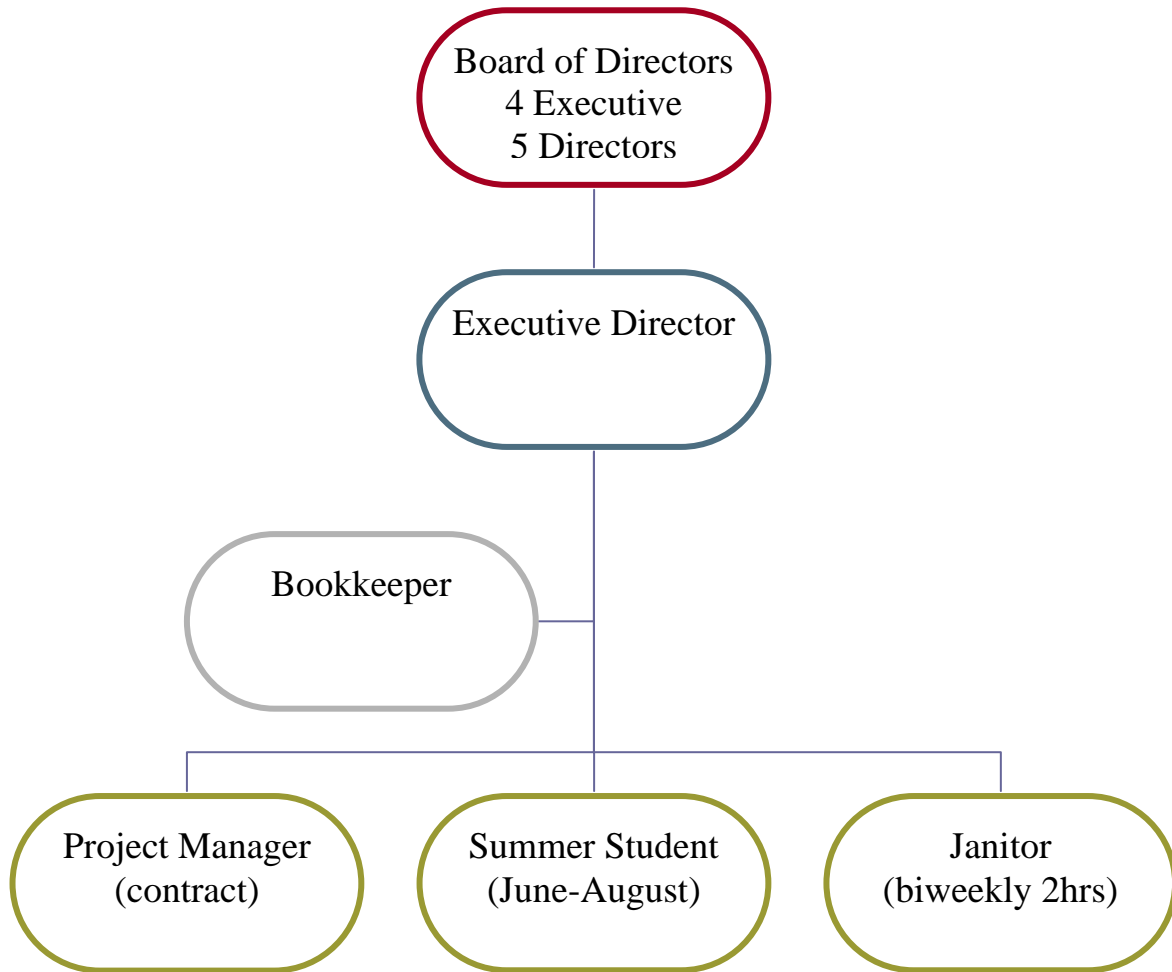 Board of Directors
4 Executive
5 Directors
Executive Director
Bookkeeper
Project Manager
(contract)
Summer Student
(June-August)
Janitor
(biweekly 2hrs)